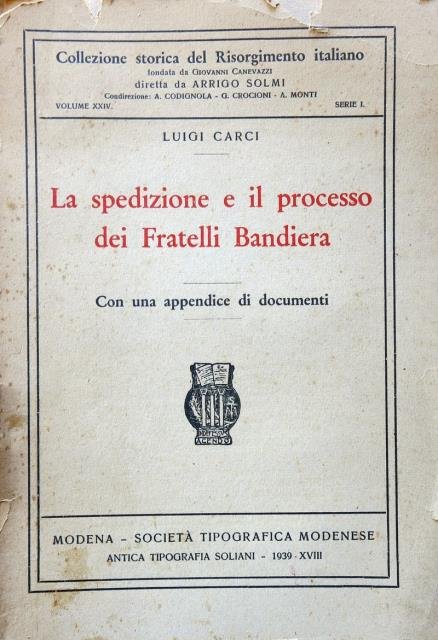 Collezione storica del Risorgimento italiano
fondata da GIOVANNI CANEVAZZI
diretta da ARRIGO SOLMI
Condirezione: A. CODIGNOLA - G. CROCIONI - A. MONTI
VOLUME XXIV.
SERIE I.
LUIGI CARCI
La spedizione e il processo
dei Fratelli Bandiera
Con una appendice di documenti
AGENDO
MODENA – SOCIETÀ TIPOGRAFICA MODENESE
ANTICA TIPOGRAFIA SOLIANI – 1939 - XVIII